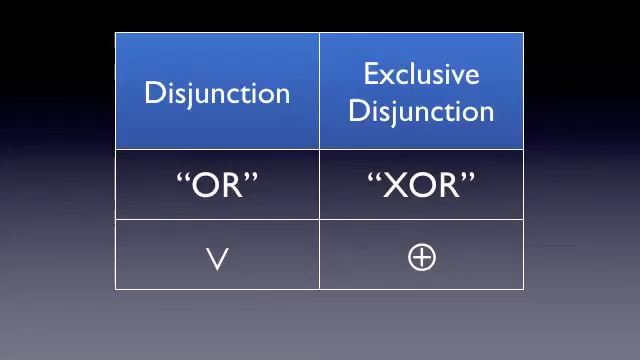 Disjunction
Exclusive
Disjunction
“OR”
“XOR”
∨
⊕